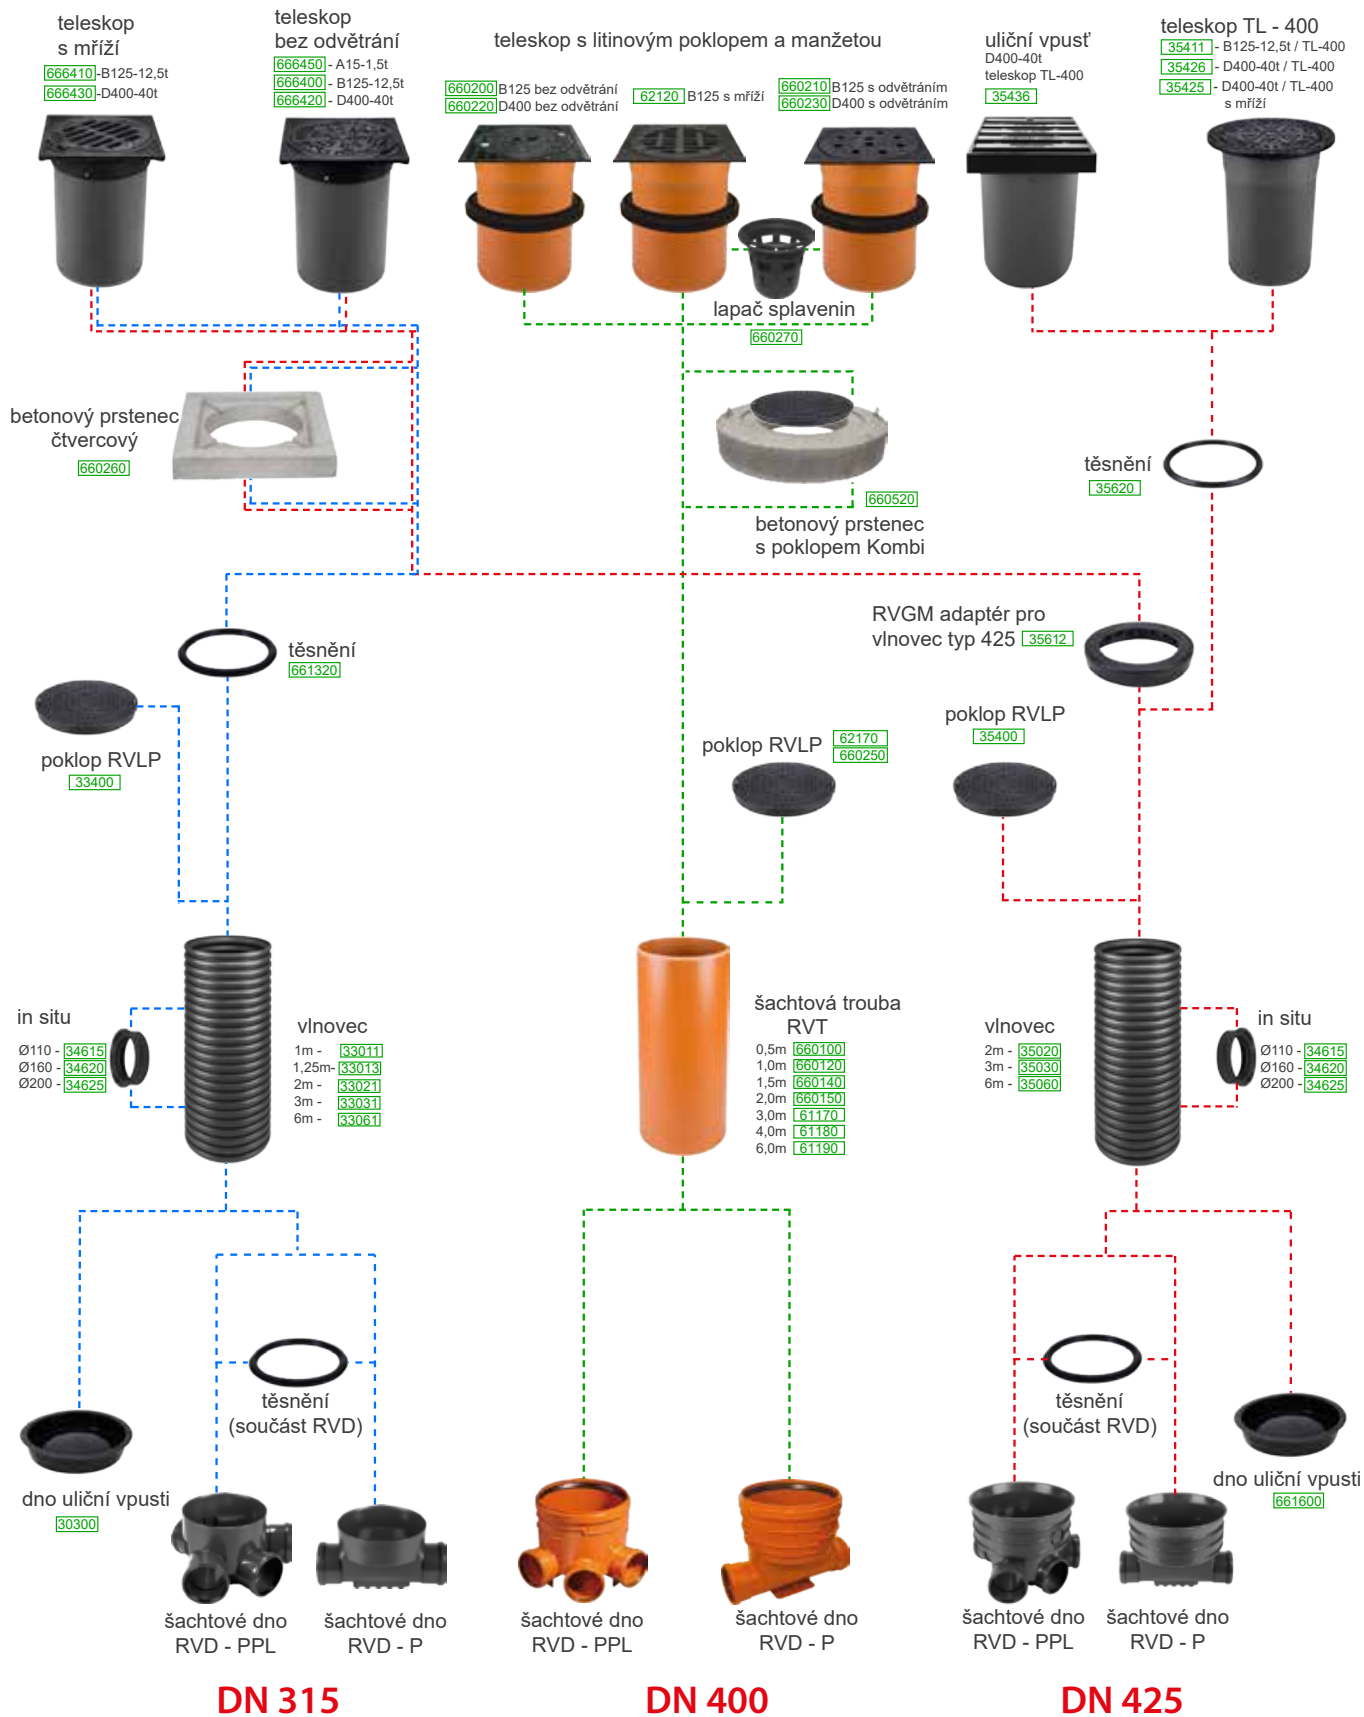 teleskop
s mříží
666410 -B125-12,5t
666430 -D400-40t
teleskop
bez odvětrání
666450 - A15-1,5t
666400 - B125-12,5t
666420 - D400-40t
teleskop s litinovým poklopem a manžetou
660200 B125 bez odvětrání
660220 D400 bez odvětrání
62120 B125 s mříží
660210 B125 s odvětráním
660230 D400 s odvětráním
uliční vpusť
D400-40t
teleskop TL-400
35436
teleskop TL - 400
35411 - B125-12,5t / TL-400
35426 - D400-40t / TL-400
35425 - D400-40t / TL-400
s mříží
lapač splavenin
660270
betonový prstenec
čtvercový
660260
660520
betonový prstenec
s poklopem Kombi
těsnění
35620
těsnění
661320
RVGM adaptér pro
vlnovec typ 425 35612
poklop RVLP
33400
poklop RVLP 62170
660250
poklop RVLP
35400
in situ
Ø110 - 34615
Ø160 - 34620
Ø200 - 34625
vlnovec
1m - 33011
1,25m- 33013
2m - 33021
3m - 33031
6m - 33061
šachtová trouba
RVT
0,5m 660100
1,0m 660120
1,5m 660140
2,0m 660150
3,0m 61170
4,0m 61180
6,0m 61190
vlnovec
2m - 35020
3m - 35030
6m - 35060
in situ
Ø110 - 34615
Ø160 - 34620
Ø200 - 34625
těsnění
(součást RVD)
těsnění
(součást RVD)
dno uliční vpusti
30300
dno uliční vpusti
661600
šachtové dno
RVD - PPL
šachtové dno
RVD - P
šachtové dno
RVD - PPL
šachtové dno
RVD - P
šachtové dno
RVD - PPL
šachtové dno
RVD - P
DN 315
DN 400
DN 425